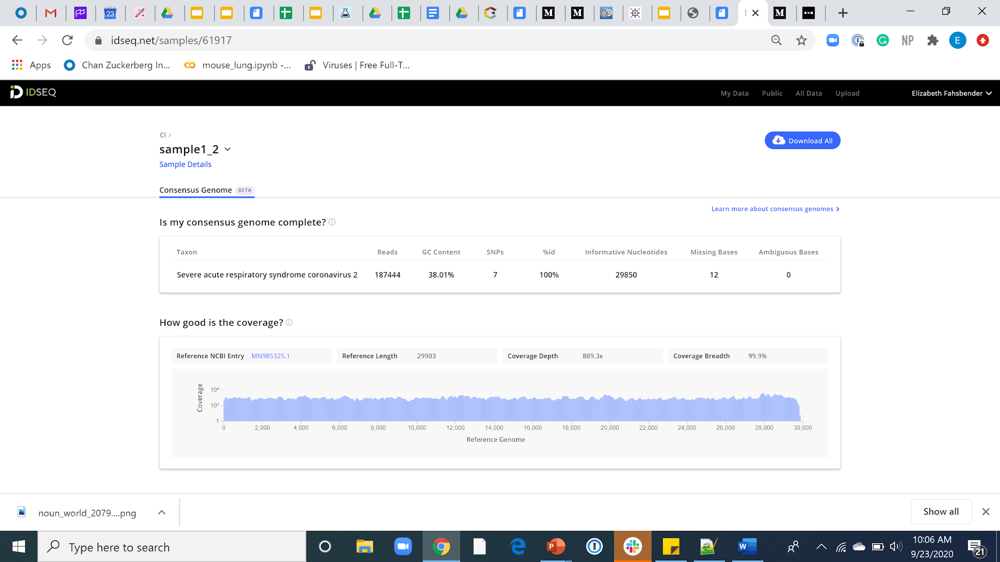 23
idseq.net/samples/61917
NP
E
Apps
Chan Zuckerberg In...
mouse_lung.ipynb -...
Viruses | Free Full-T...
IDSEQ
My Data
Public
All Data
Upload
Elizabeth Fahsbender
CI >
sample1_2
Sample Details
Download All
Consensus Genome BETA
Learn more about consensus genomes >
Is my consensus genome complete?
Taxon Reads GC Content SNPs %id Informative Nucleotides Missing Bases Ambiguous Bases
Severe acute respiratory syndrome coronavirus 2 187444 38.01% 7 100% 29850 12 0
How good is the coverage?
Reference NCBI Entry MN985325.1 Reference Length 29903 Coverage Depth 889.3x Coverage Breadth 99.9%
Coverage
10⁴
10²
1
0 2,000 4,000 6,000 8,000 10,000 12,000 14,000 16,000 18,000 20,000 22,000 24,000 26,000 28,000 30,000
Reference Genome
noun_world_2079....png
Show all
Type here to search
10:06 AM
9/23/2020
21